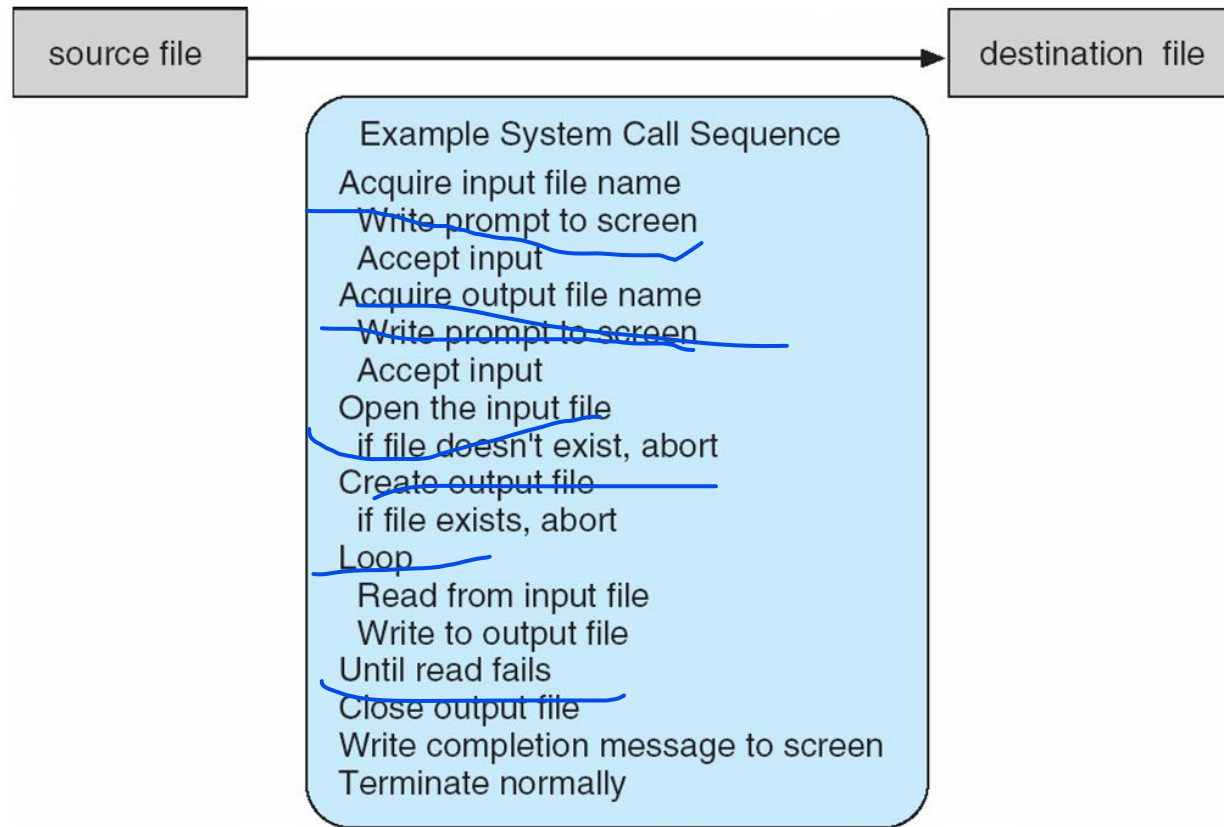 source file
destination file
Example System Call Sequence
Acquire input file name
Write prompt to screen
Accept input
Acquire output file name
Write prompt to screen
Accept input
Open the input file
if file doesn't exist, abort
Create output file
if file exists, abort
Loop
Read from input file
Write to output file
Until read fails
Close output file
Write completion message to screen
Terminate normally